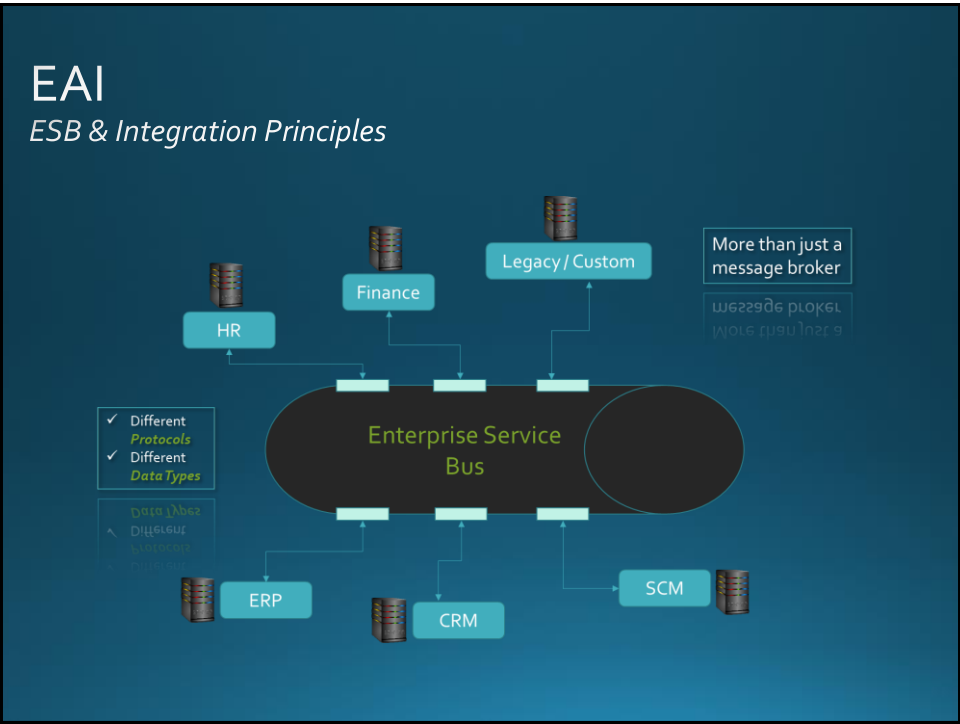 EAI
ESB & Integration Principles
Legacy / Custom
More than just a
message broker
Finance
HR
Different
Protocols
Different
Data Types
Enterprise Service
Bus
ERP
CRM
SCM